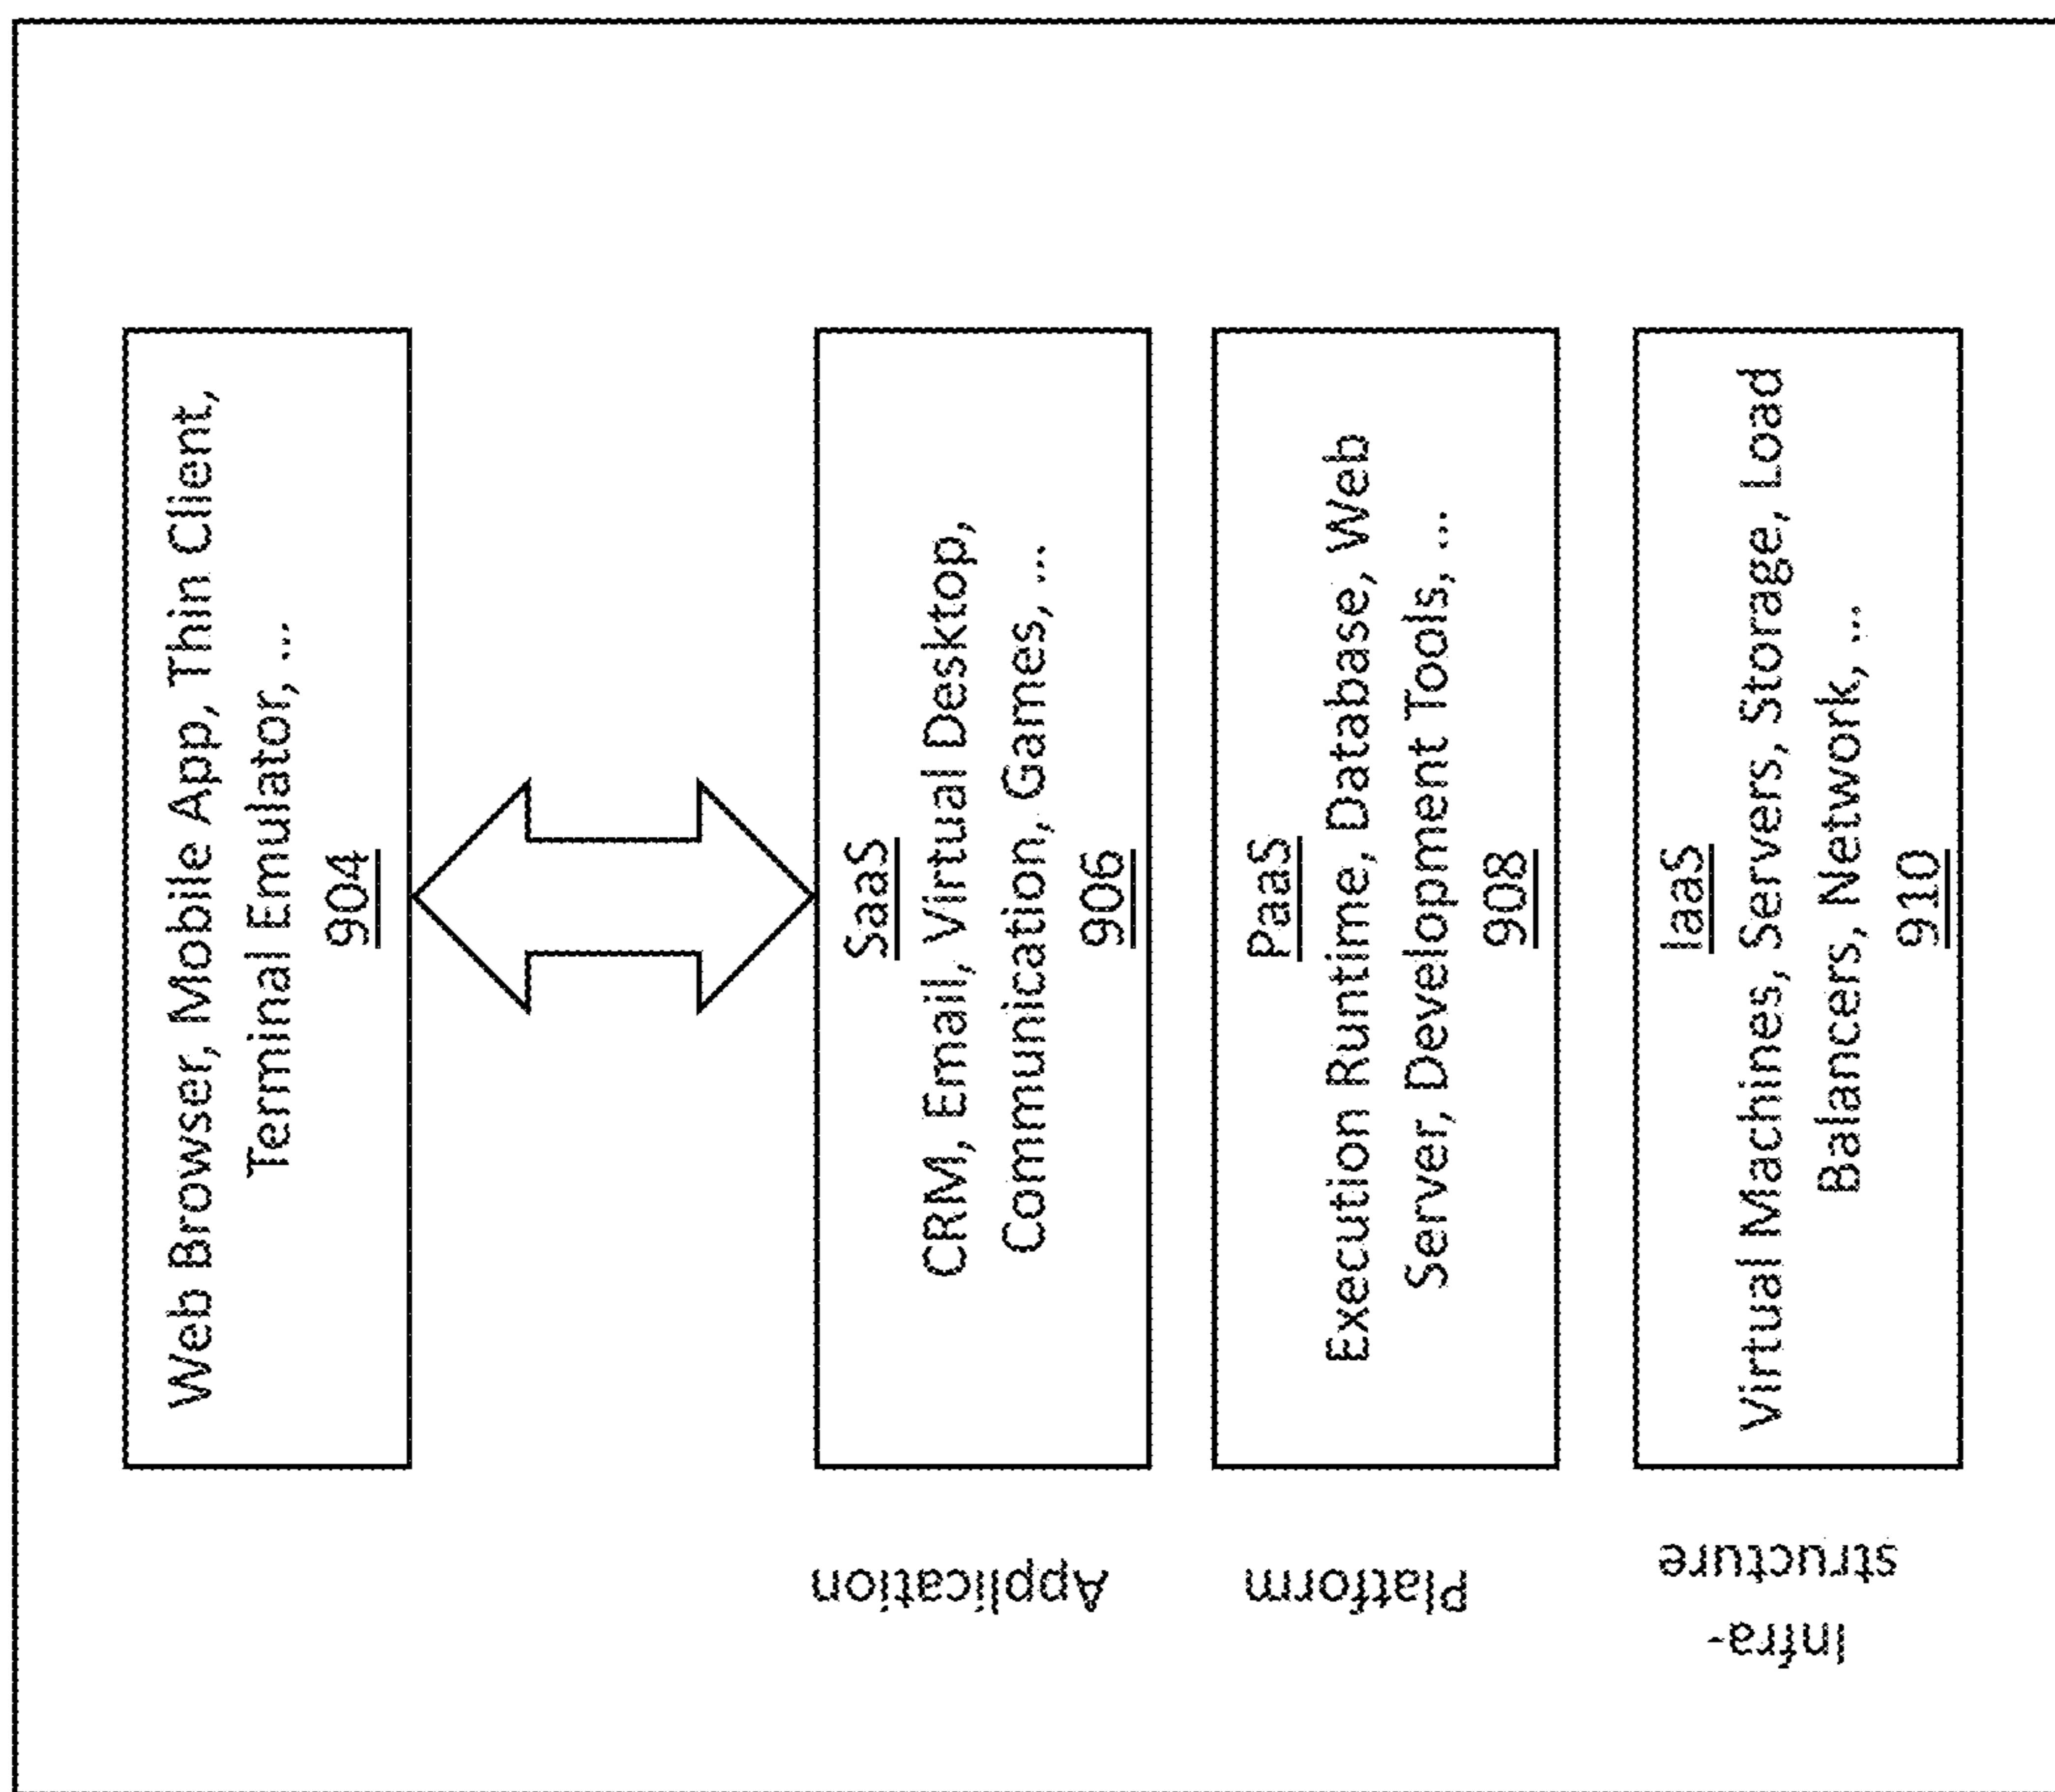 Web Browser, Mobile App, Thin Client,
Terminal Emulator, ...
904
SaaS
CRM, Email, Virtual Desktop,
Communication, Games, ...
906
Application
PaaS
Execution Runtime, Database, Web
Server, Development Tools, ...
908
Platform
IaaS
Virtual Machines, Servers, Storage, Load
Balancers, Network, ...
910
Infra-
structure